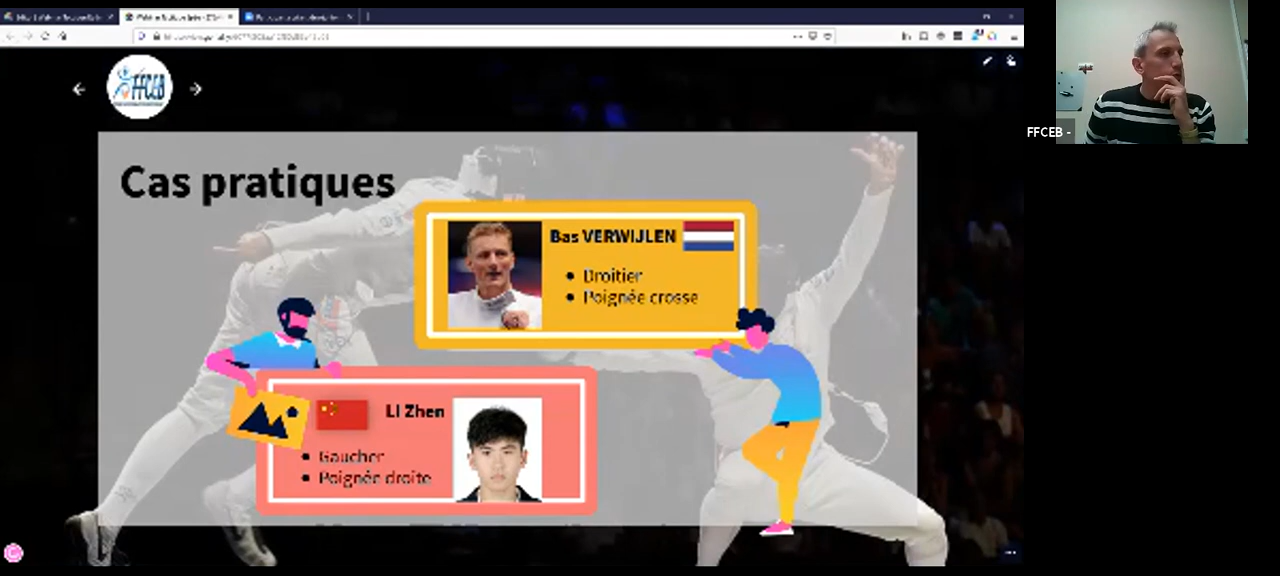 FFCEB
Cas pratiques
Bas VERWIJLEN
Droitier
Poignée crosse
LI Zhen
Gaucher
Poignée droite
FFCEB -